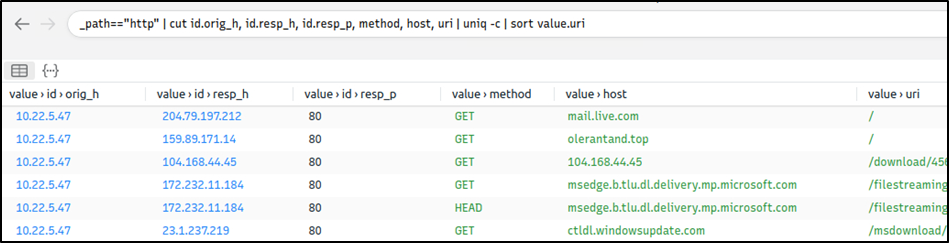 _path=="http" | cut id.orig_h, id.resp_h, id.resp_p, method, host, uri | uniq -c | sort value.uri
value › id › orig_h value › id › resp_h value › id › resp_p value › method value › host value › uri
10.22.5.47 204.79.197.212 80 GET mail.live.com /
10.22.5.47 159.89.171.14 80 GET olerantand.top /
10.22.5.47 104.168.44.45 80 GET 104.168.44.45 /download/456
10.22.5.47 172.232.11.184 80 GET msedge.b.tlu.dl.delivery.mp.microsoft.com /filestreaming
10.22.5.47 172.232.11.184 80 HEAD msedge.b.tlu.dl.delivery.mp.microsoft.com /filestreaming
10.22.5.47 23.1.237.219 80 GET ctldl.windowsupdate.com /msdownload/